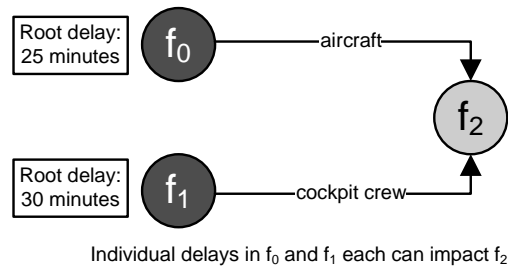 Root delay:
25 minutes
f₀
aircraft
f₂
Root delay:
30 minutes
f₁
cockpit crew
Individual delays in f₀ and f₁ each can impact f₂